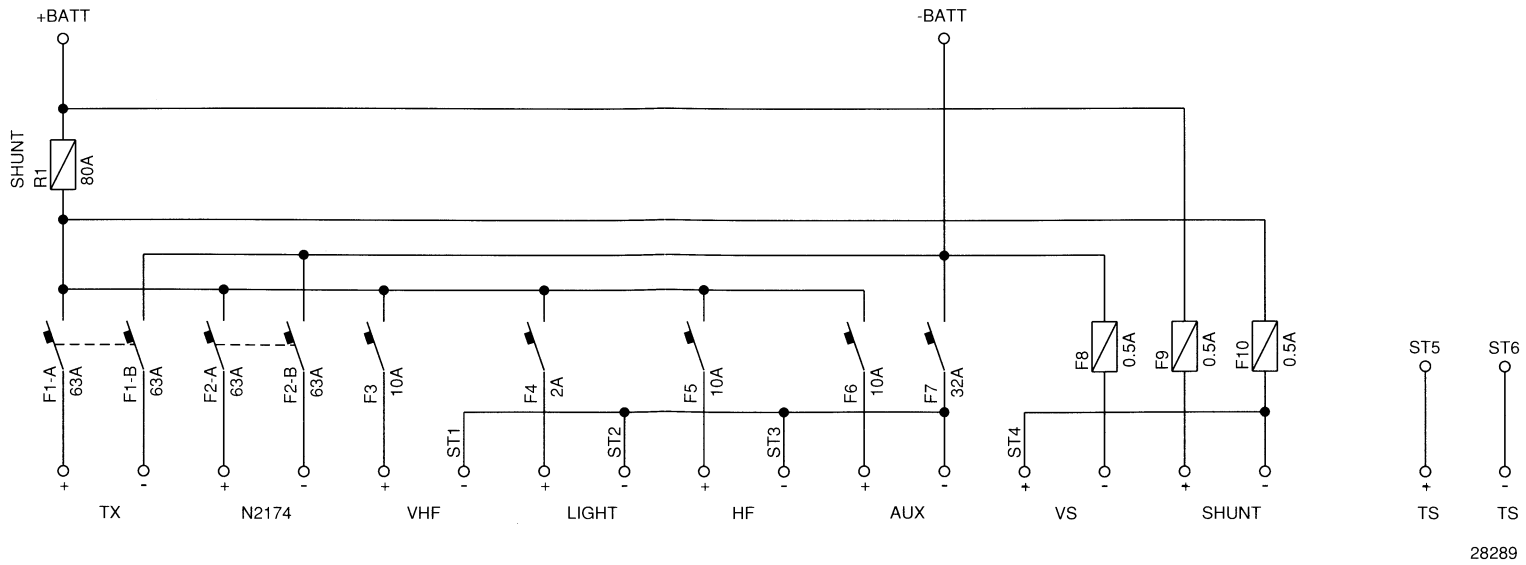 +BATT
-BATT
SHUNT
R1
80A
F1-A
63A
F1-B
63A
F2-A
63A
F2-B
63A
F3
10A
F4
2A
F5
10A
F6
10A
F7
32A
F8
0.5A
F9
0.5A
F10
0.5A
ST1
ST2
ST3
ST4
ST5
ST6
+ - + - + - + - + - + - + - + - + -
TX N2174 VHF LIGHT HF AUX VS SHUNT TS TS
28289